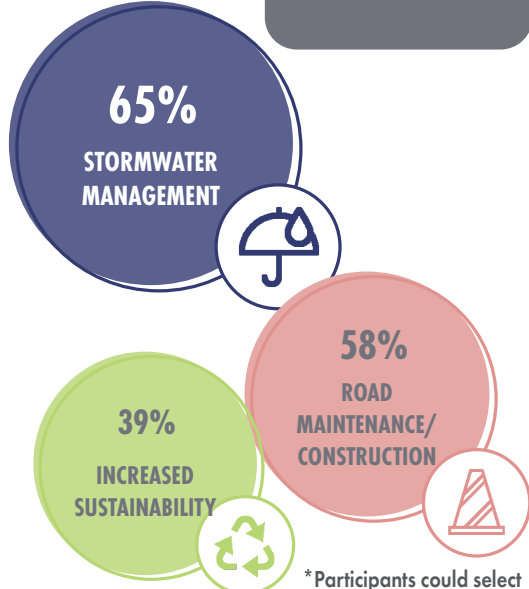 65%
STORMWATER
MANAGEMENT
58%
ROAD
MAINTENANCE/
CONSTRUCTION
39%
INCREASED
SUSTAINABILITY
*Participants could select